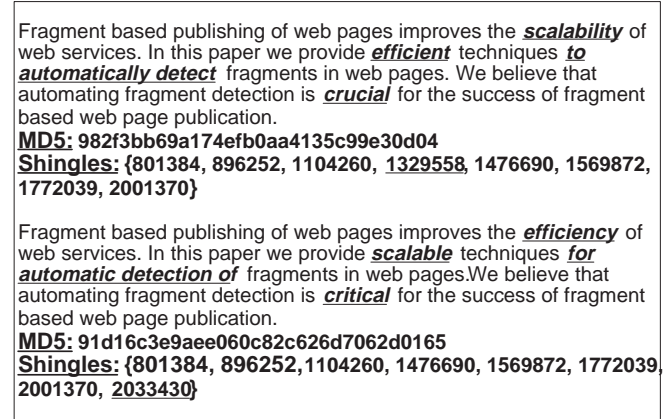 Fragment based publishing of web pages improves the scalability of
web services. In this paper we provide efficient techniques to
automatically detect fragments in web pages. We believe that
automating fragment detection is crucial for the success of fragment
based web page publication.
MD5: 982f3bb69a174efb0aa4135c99e30d04
Shingles: {801384, 896252, 1104260, 1329558, 1476690, 1569872,
1772039, 2001370}
Fragment based publishing of web pages improves the efficiency of
web services. In this paper we provide scalable techniques for
automatic detection of fragments in web pages.We believe that
automating fragment detection is critical for the success of fragment
based web page publication.
MD5: 91d16c3e9aee060c82c626d7062d0165
Shingles: {801384, 896252,1104260, 1476690, 1569872, 1772039,
2001370, 2033430}